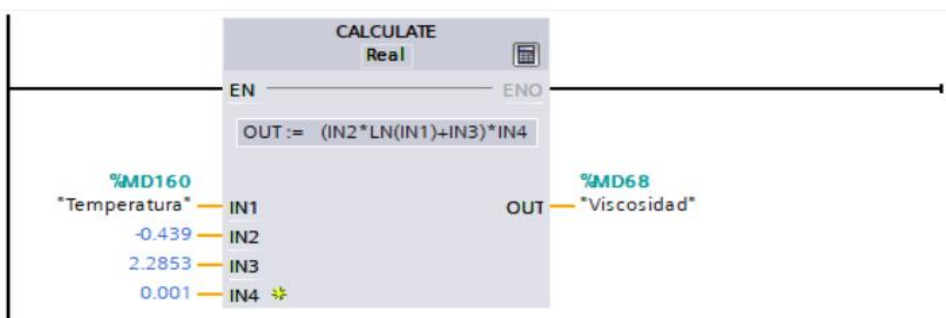 CALCULATE
Real
EN ENO
OUT := (IN2*LN(IN1)+IN3)*IN4
%MD160 %MD68
"Temperatura" IN1 OUT "Viscosidad"
-0.439 IN2
2.2853 IN3
0.001 IN4